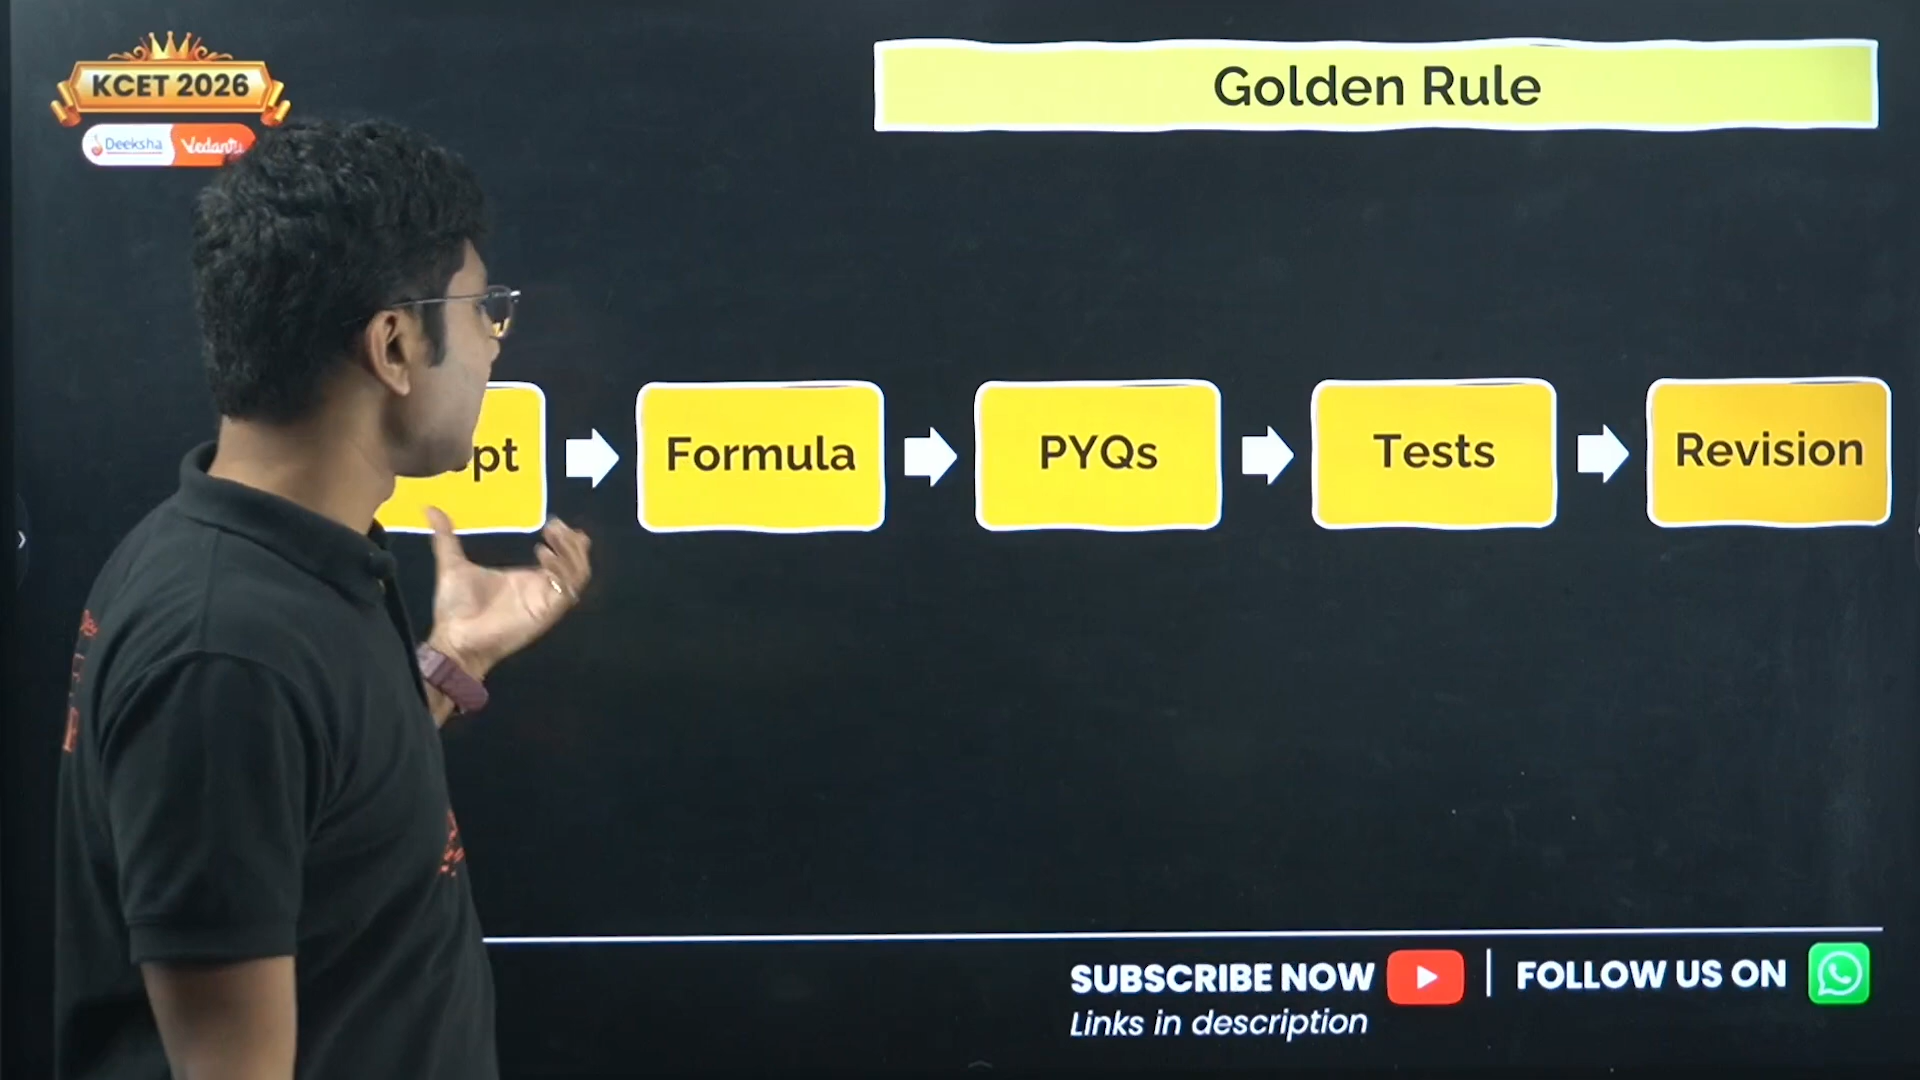 KCET 2026
Deeksha Vedantu
Golden Rule
Formula
PYQs
Tests
Revision
SUBSCRIBE NOW
FOLLOW US ON
Links in description